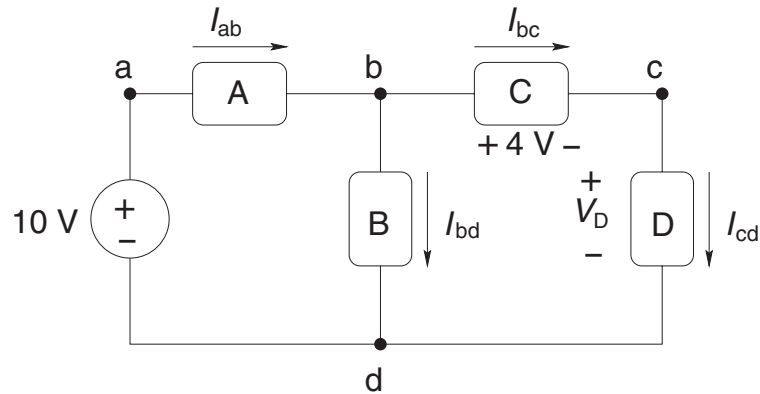 I_ab I_bc
a b c
A C
+ 4 V –
10 V + – B I_bd + V_D – D I_cd
d